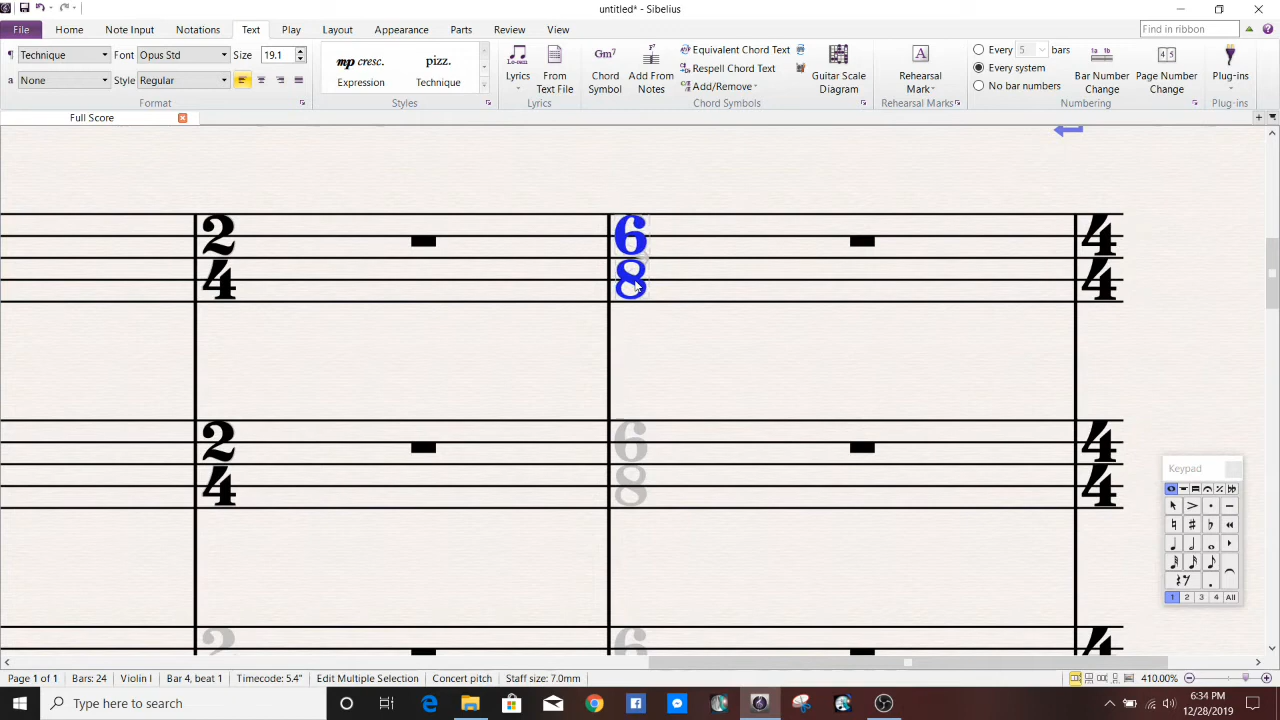 untitled* - Sibelius
File Home Note Input Notations Text Play Layout Appearance Parts Review View Find in ribbon
Technique Font Opus Std Size 19.1
None Style Regular
Format
mp cresc. pizz.
Expression Technique
Styles
Lyrics From Text File
Lyrics
Gm7
Chord Symbol Add From Notes
Equivalent Chord Text
Respell Chord Text
Add/Remove
Guitar Scale Diagram
Chord Symbols
A
Rehearsal Mark
Rehearsal Marks
Every 5 bars
Every system
No bar numbers
Bar Number Change Page Number Change
Numbering
Plug-ins
Plug-ins
Full Score
2 6 4
4 8 4
2 6 4
4 8 4
2 6 4
Keypad
1 2 3 4 All
Page 1 of 1 Bars: 24 Violin I Bar 4, beat 1 Timecode: 5.4" Edit Multiple Selection Concert pitch Staff size: 7.0mm 410.00%
Type here to search
6:34 PM
12/28/2019